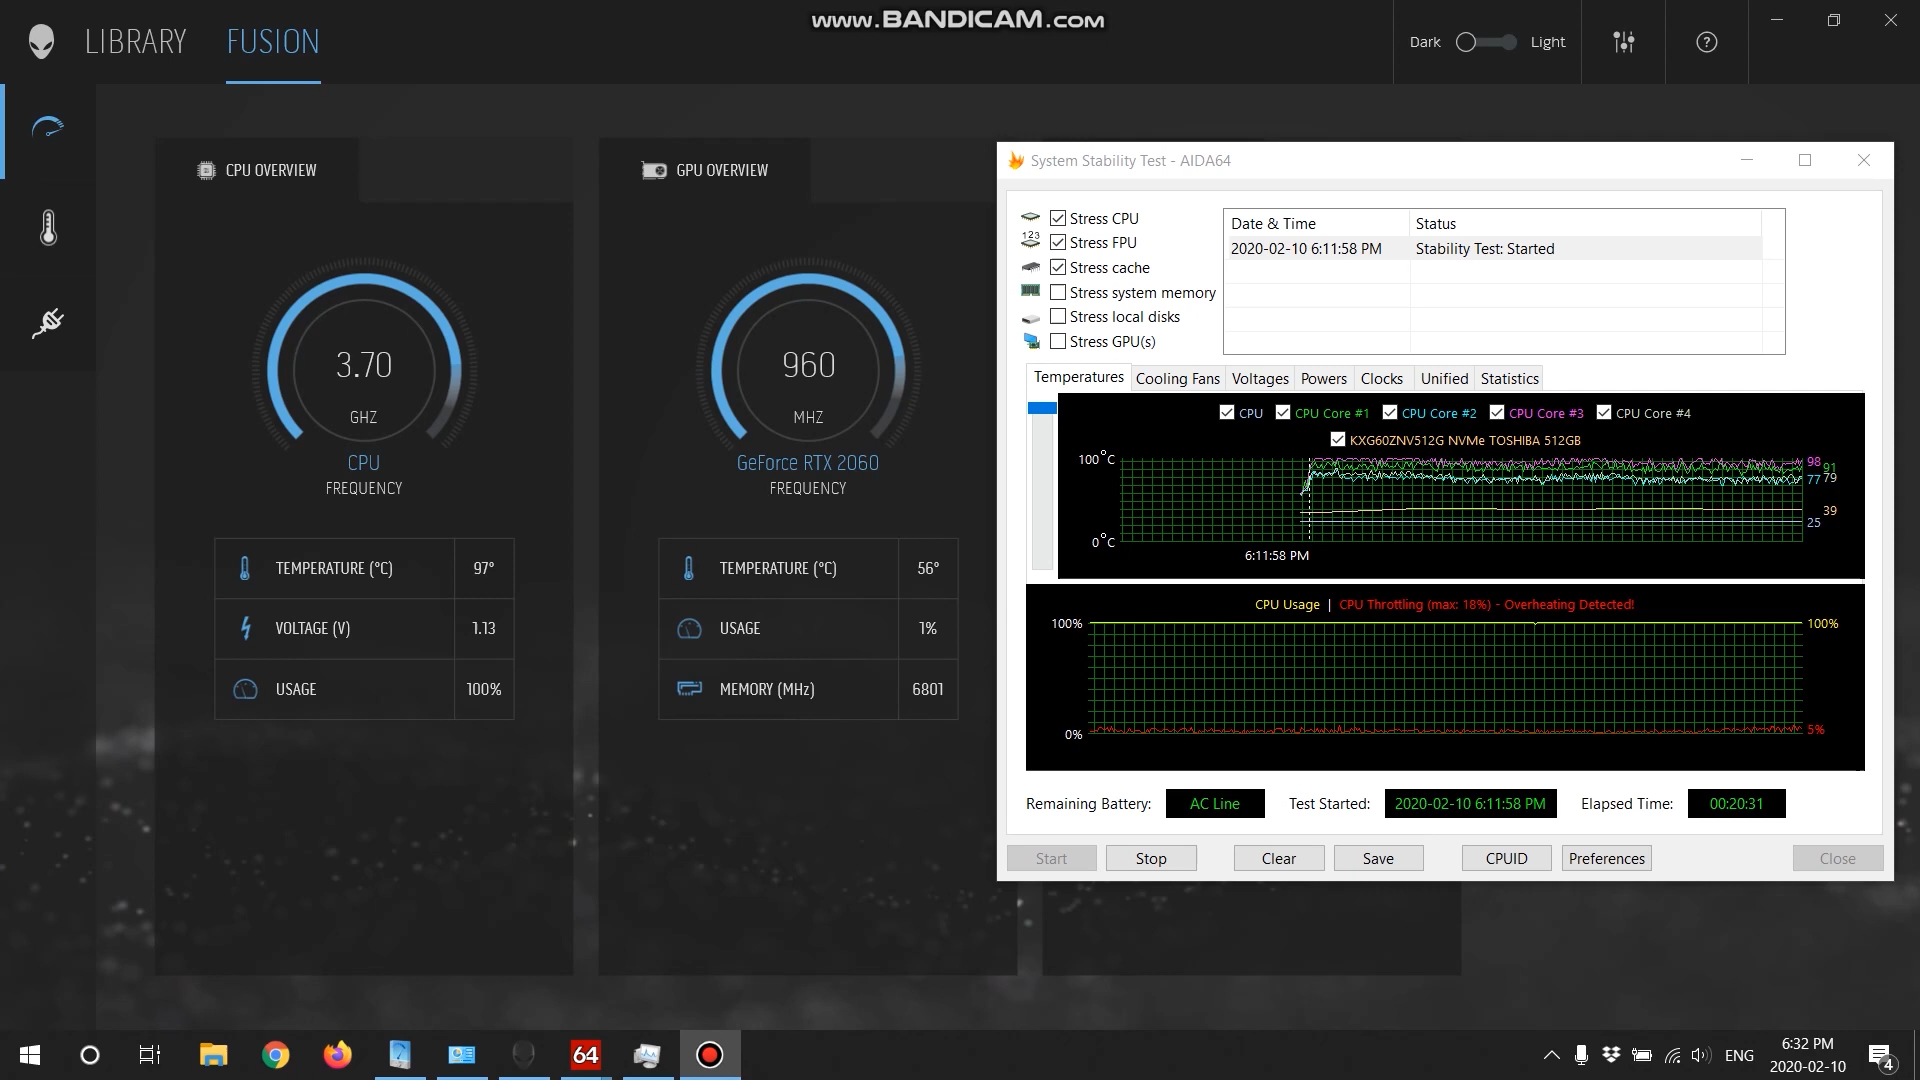 www.BANDICAM.com
LIBRARY FUSION
Dark Light
CPU OVERVIEW
3.70
GHZ
CPU
FREQUENCY
TEMPERATURE (°C) 97°
VOLTAGE (V) 1.13
USAGE 100%
GPU OVERVIEW
960
MHZ
GeForce RTX 2060
FREQUENCY
TEMPERATURE (°C) 56°
USAGE 1%
MEMORY (MHz) 6801
System Stability Test - AIDA64
Stress CPU
123
Stress FPU
Stress cache
Stress system memory
Stress local disks
Stress GPU(s)
Date & Time Status
2020-02-10 6:11:58 PM Stability Test: Started
Temperatures Cooling Fans Voltages Powers Clocks Unified Statistics
CPU CPU Core #1 CPU Core #2 CPU Core #3 CPU Core #4
KXG60ZNV512G NVMe TOSHIBA 512GB
100°C
98 91
77 79
39
25
0°C
6:11:58 PM
CPU Usage | CPU Throttling (max: 18%) - Overheating Detected!
100% 100%
0% 5%
Remaining Battery: AC Line Test Started: 2020-02-10 6:11:58 PM Elapsed Time: 00:20:31
Start Stop Clear Save CPUID Preferences Close
64
ENG
6:32 PM
2020-02-10
4